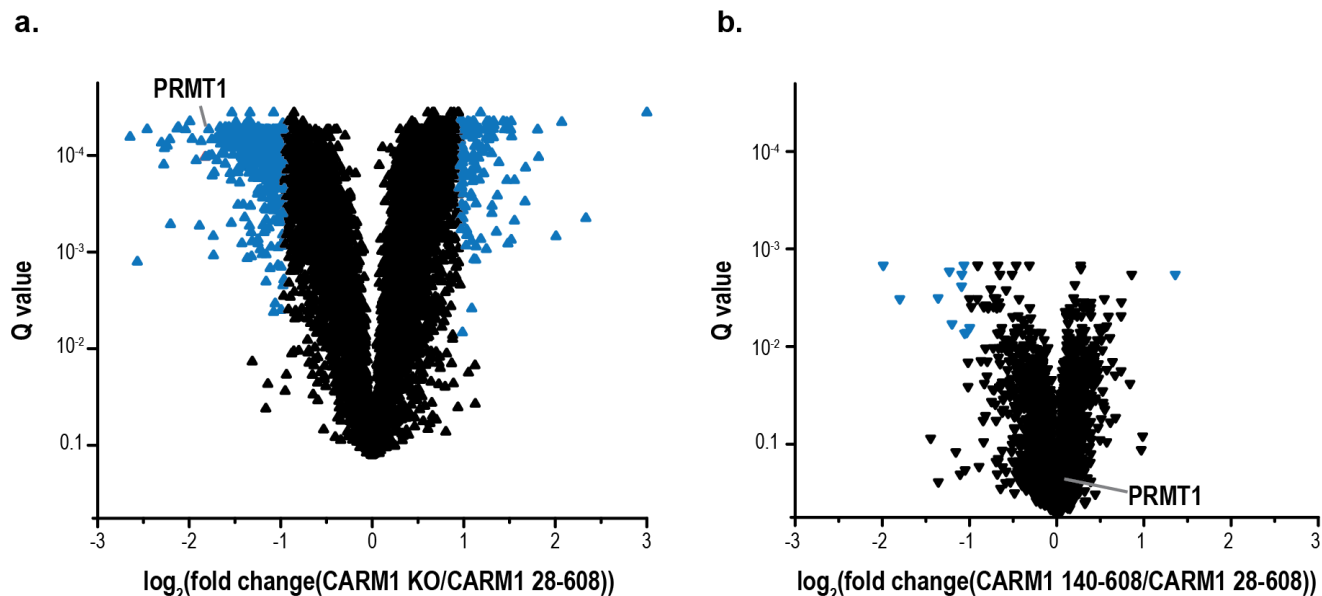 a.
PRMT1
10-4
10-3
10-2
0.1
Q value
-3 -2 -1 0 1 2 3
log2(fold change(CARM1 KO/CARM1 28-608))
b.
10-4
10-3
10-2
0.1
Q value
PRMT1
-3 -2 -1 0 1 2 3
log2(fold change(CARM1 140-608/CARM1 28-608))